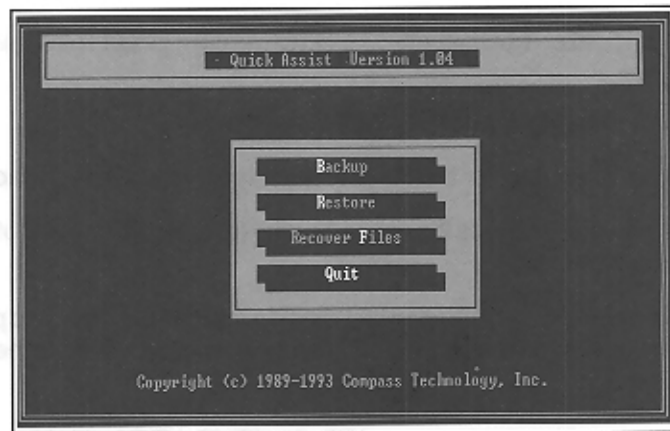 Quick Assist Version 1.04
Backup
Restore
Recover Files
Quit
Copyright (c) 1989-1993 Compass Technology, Inc.